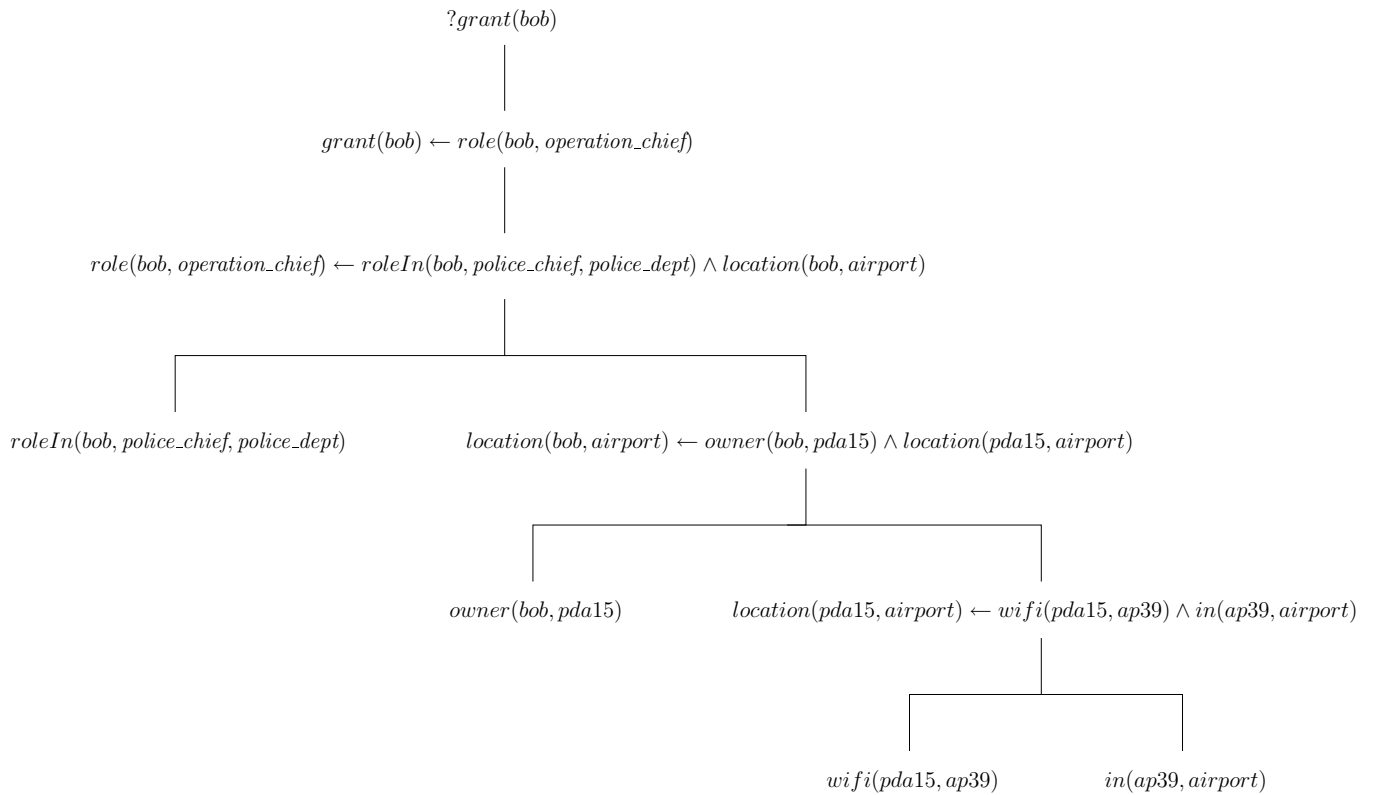 ?grant(bob)
grant(bob) ← role(bob, operation_chief)
role(bob, operation_chief) ← roleIn(bob, police_chief, police_dept) ∧ location(bob, airport)
roleIn(bob, police_chief, police_dept)
location(bob, airport) ← owner(bob, pda15) ∧ location(pda15, airport)
owner(bob, pda15)
location(pda15, airport) ← wifi(pda15, ap39) ∧ in(ap39, airport)
wifi(pda15, ap39)
in(ap39, airport)